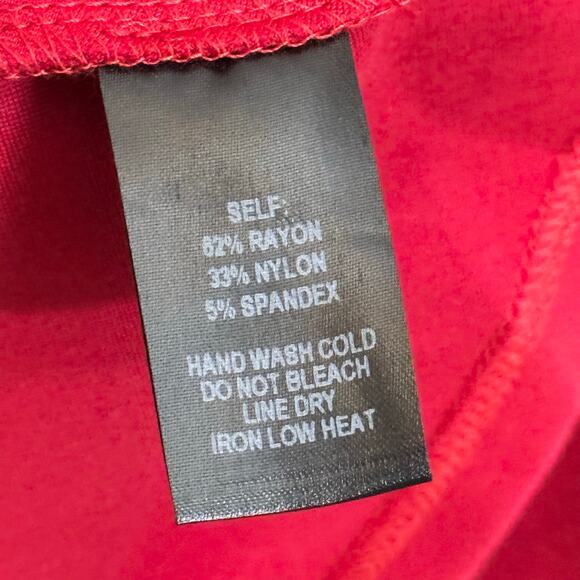 SELF:
62% RAYON
33% NYLON
5% SPANDEX
HAND WASH COLD
DO NOT BLEACH
LINE DRY
IRON LOW HEAT